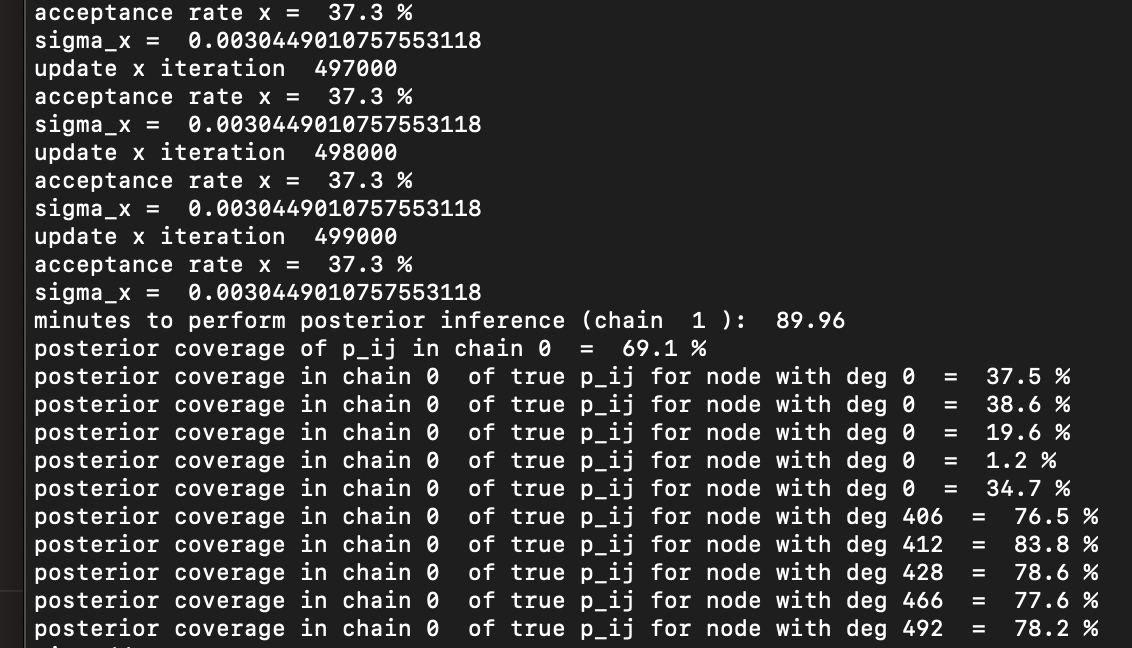 acceptance rate x =  37.3 %
sigma_x =  0.0030449010757553118
update x iteration  497000
acceptance rate x =  37.3 %
sigma_x =  0.0030449010757553118
update x iteration  498000
acceptance rate x =  37.3 %
sigma_x =  0.0030449010757553118
update x iteration  499000
acceptance rate x =  37.3 %
sigma_x =  0.0030449010757553118
minutes to perform posterior inference (chain  1 ):  89.96
posterior coverage of p_ij in chain 0  =  69.1 %
posterior coverage in chain 0  of true p_ij for node with deg 0  =  37.5 %
posterior coverage in chain 0  of true p_ij for node with deg 0  =  38.6 %
posterior coverage in chain 0  of true p_ij for node with deg 0  =  19.6 %
posterior coverage in chain 0  of true p_ij for node with deg 0  =  1.2 %
posterior coverage in chain 0  of true p_ij for node with deg 0  =  34.7 %
posterior coverage in chain 0  of true p_ij for node with deg 406  =  76.5 %
posterior coverage in chain 0  of true p_ij for node with deg 412  =  83.8 %
posterior coverage in chain 0  of true p_ij for node with deg 428  =  78.6 %
posterior coverage in chain 0  of true p_ij for node with deg 466  =  77.6 %
posterior coverage in chain 0  of true p_ij for node with deg 492  =  78.2 %